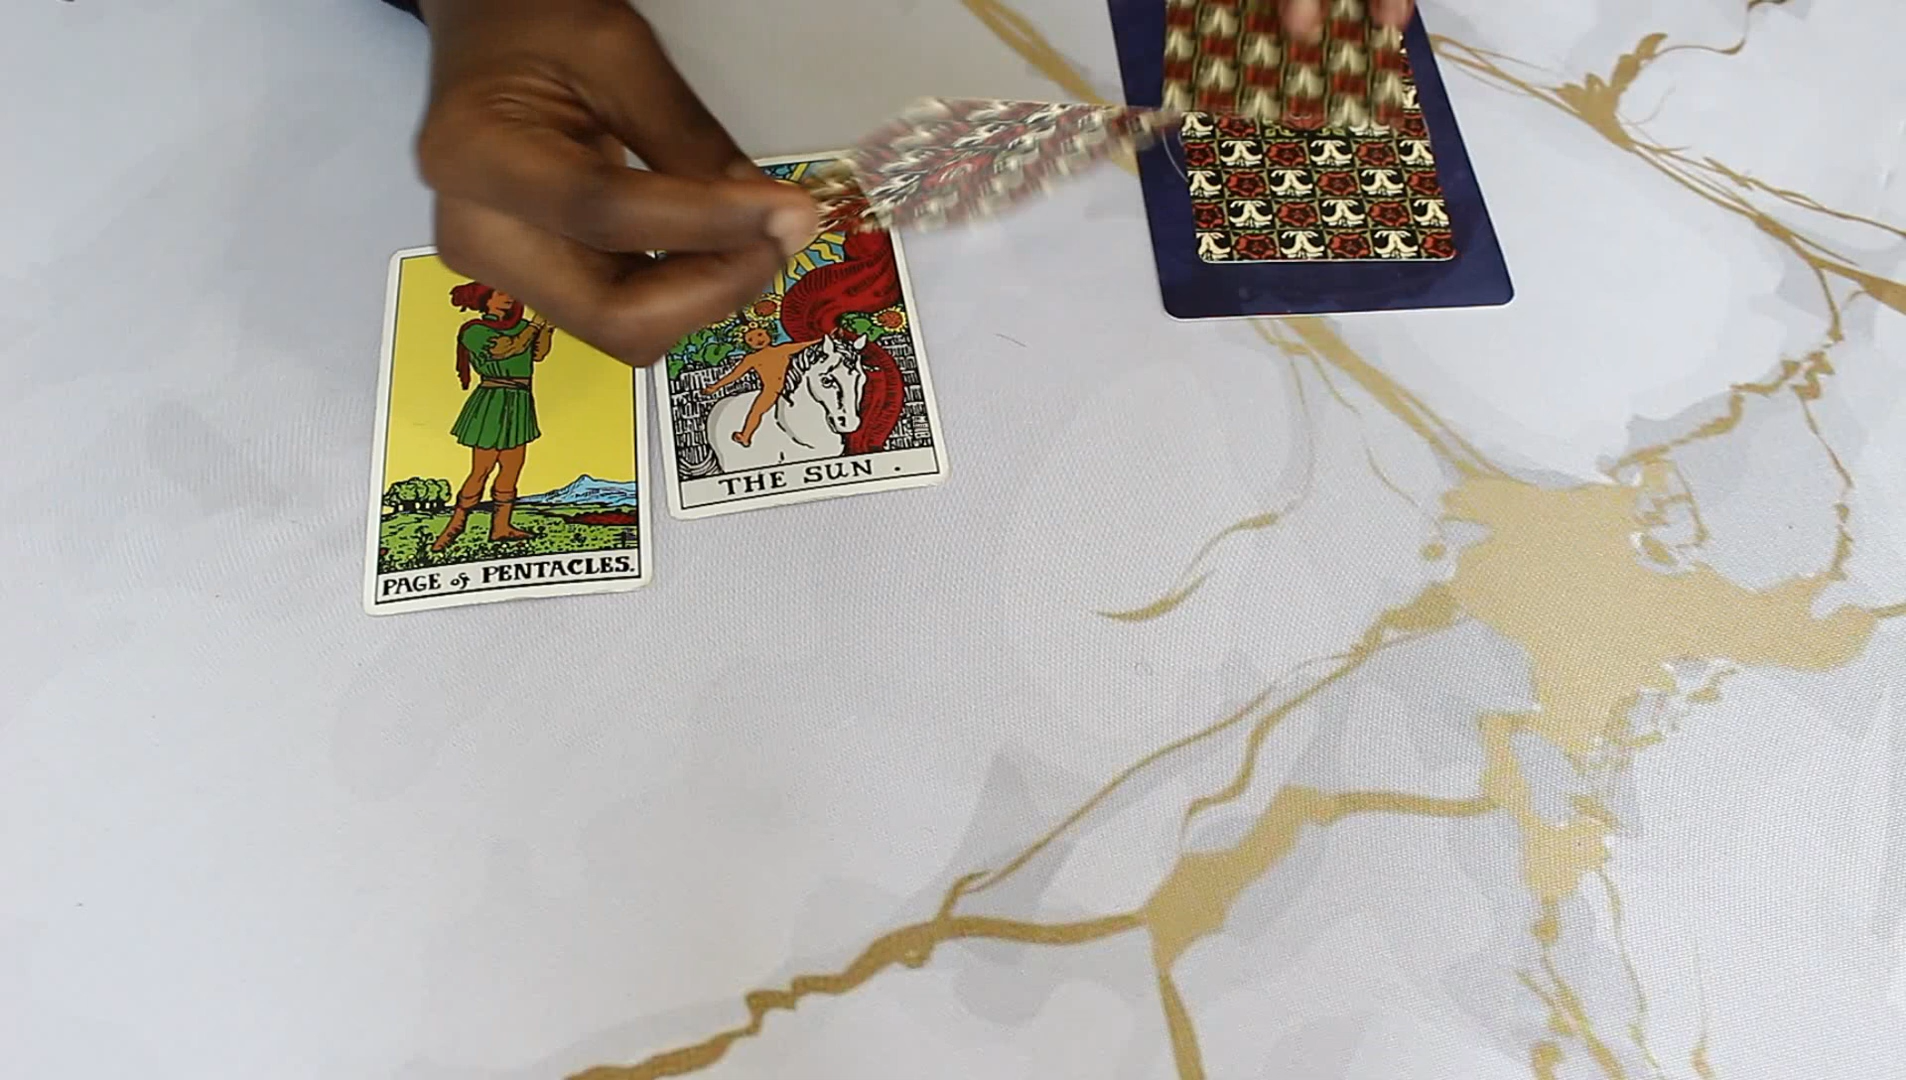 PAGE of PENTACLES.
THE SUN .